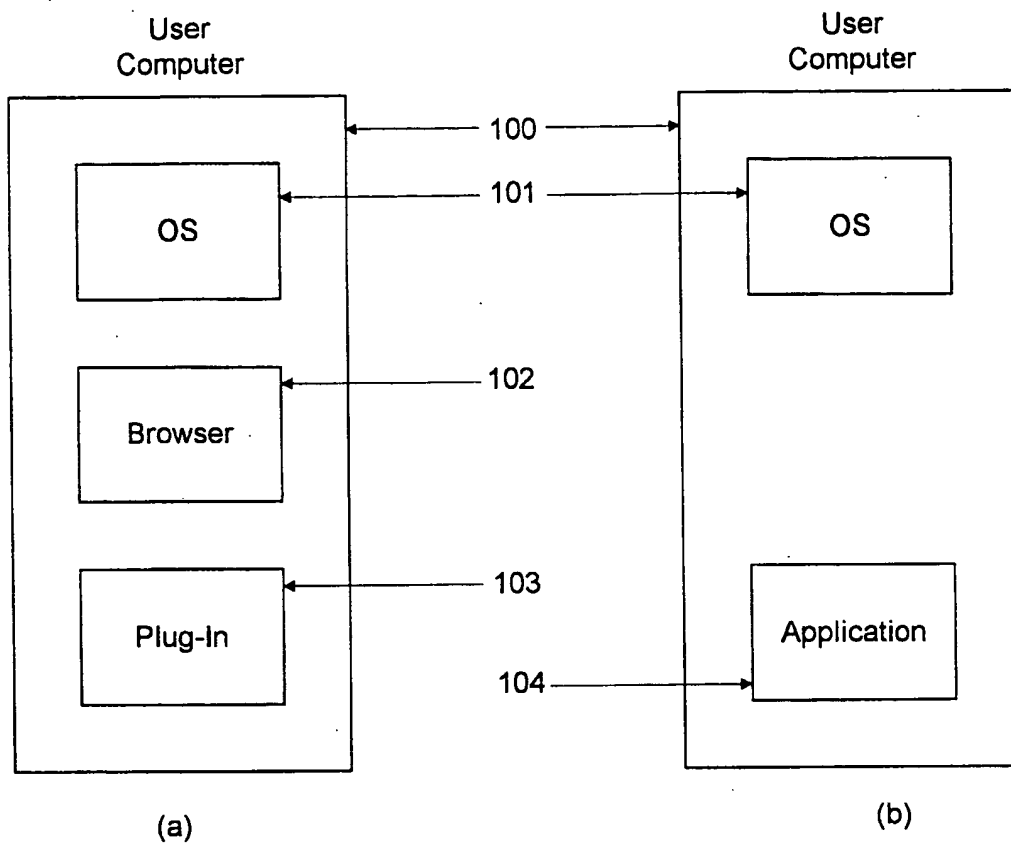 User
Computer
User
Computer
100
101
OS
OS
102
Browser
103
Plug-In
Application
104
(a)
(b)